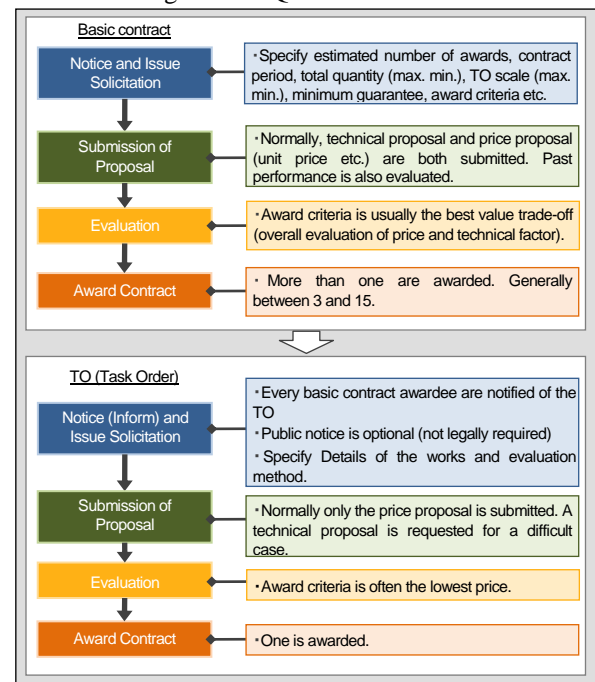 Basic contract
Notice and Issue
Solicitation
・Specify estimated number of awards, contract
period, total quantity (max. min.), TO scale (max.
min.), minimum guarantee, award criteria etc.
Submission of
Proposal
・Normally, technical proposal and price proposal
(unit price etc.) are both submitted. Past
performance is also evaluated.
Evaluation
・Award criteria is usually the best value trade-off
(overall evaluation of price and technical factor).
Award Contract
・ More than one are awarded. Generally
between 3 and 15.
TO (Task Order)
Notice (Inform) and
Issue Solicitation
・Every basic contract awardee are notified of the
TO
・Public notice is optional (not legally required)
・Specify Details of the works and evaluation
method.
Submission of
Proposal
・Normally only the price proposal is submitted. A
technical proposal is requested for a difficult
case.
Evaluation
・Award criteria is often the lowest price.
Award Contract
・One is awarded.